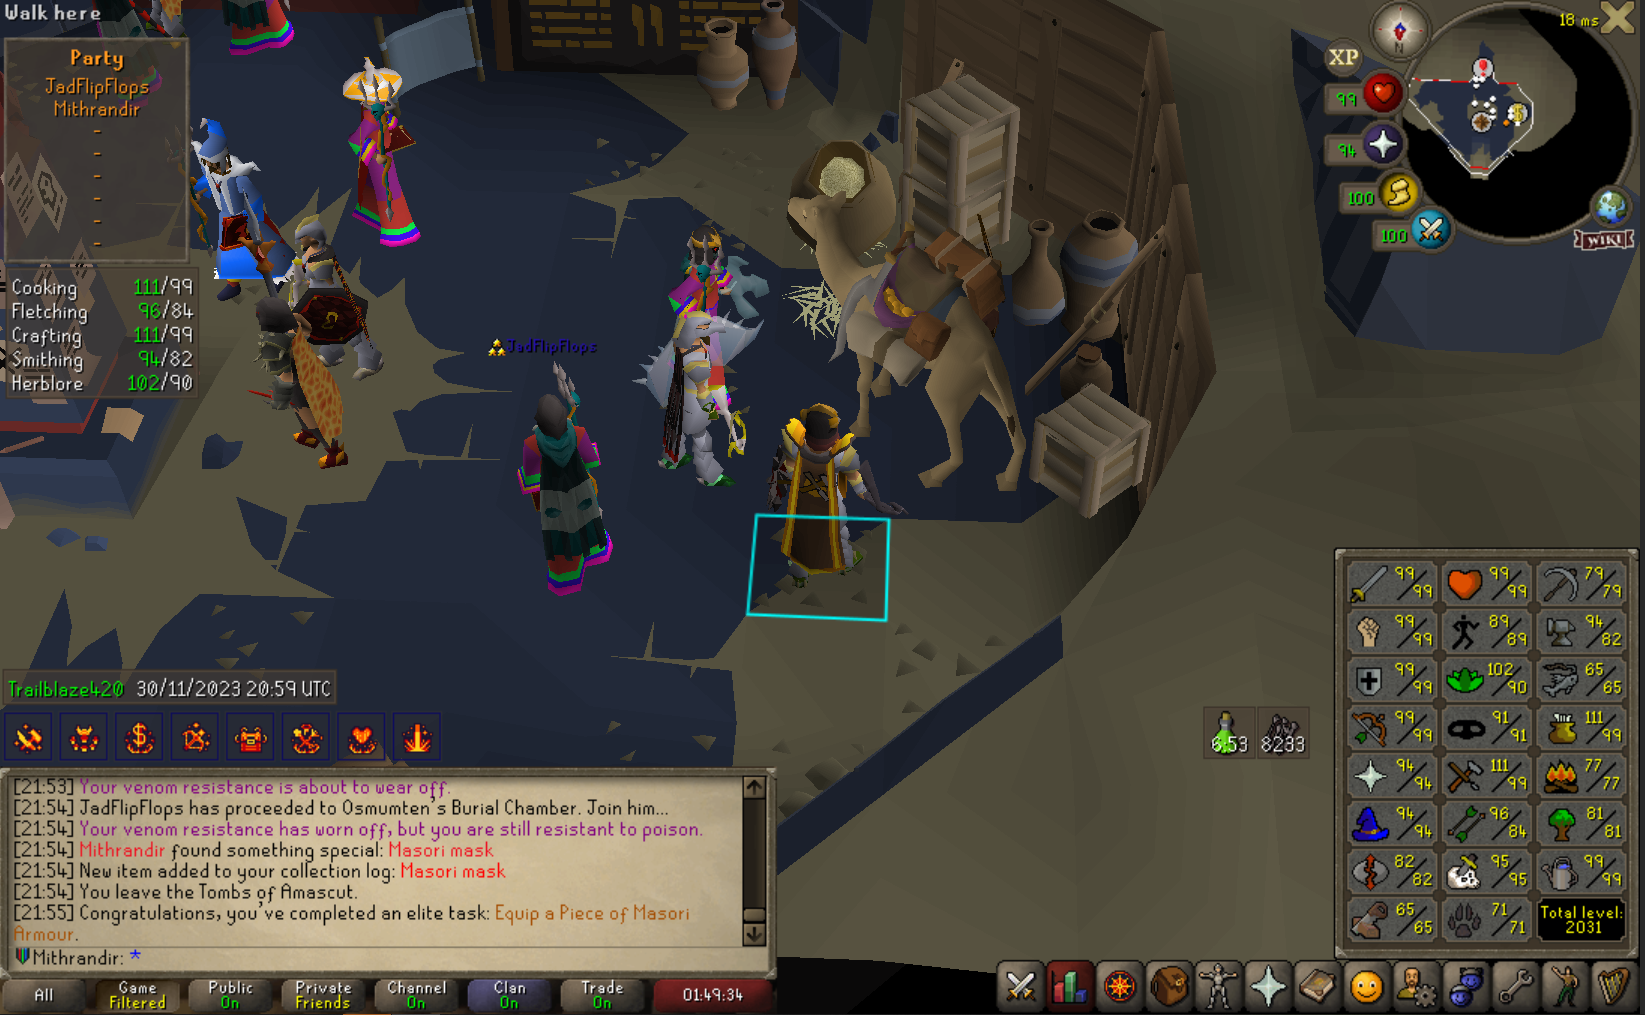 Walk here
18 ms
Party
JadFlipFlops
Mithrandir
-
-
-
-
-
-
XP
99
94
100
100
WIKI
Cooking 111/99
Fletching 96/84
Crafting 111/99
Smithing 94/82
Herblore 102/90
JadFlipFlops
Trailblaze420 30/11/2023 20:59 UTC
6:53 8233
[21:53] Your venom resistance is about to wear off.
[21:54] JadFlipFlops has proceeded to Osmumten's Burial Chamber. Join him...
[21:54] Your venom resistance has worn off, but you are still resistant to poison.
[21:54] Mithrandir found something special: Masori mask
[21:54] New item added to your collection log: Masori mask
[21:54] You leave the Tombs of Amascut.
[21:55] Congratulations, you've completed an elite task: Equip a Piece of Masori
Armour.
Mithrandir: *
All Game Filtered Public On Private Friends Channel On Clan On Trade On 01:49:34
99/99 99/99 79/79
99/99 89/89 94/82
99/99 102/90 65/65
99/99 91/91 111/99
94/94 111/99 77/77
94/94 96/84 81/81
82/82 95/95 99/99
65/65 71/71 Total level: 2031